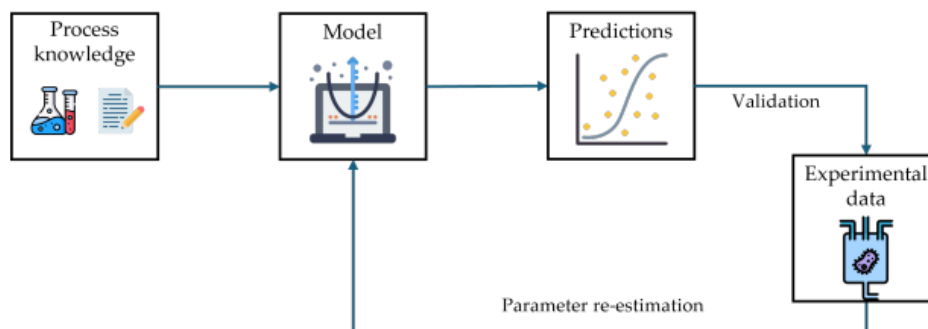 Process
knowledge
Model
Predictions
Validation
Experimental
data
Parameter re-estimation